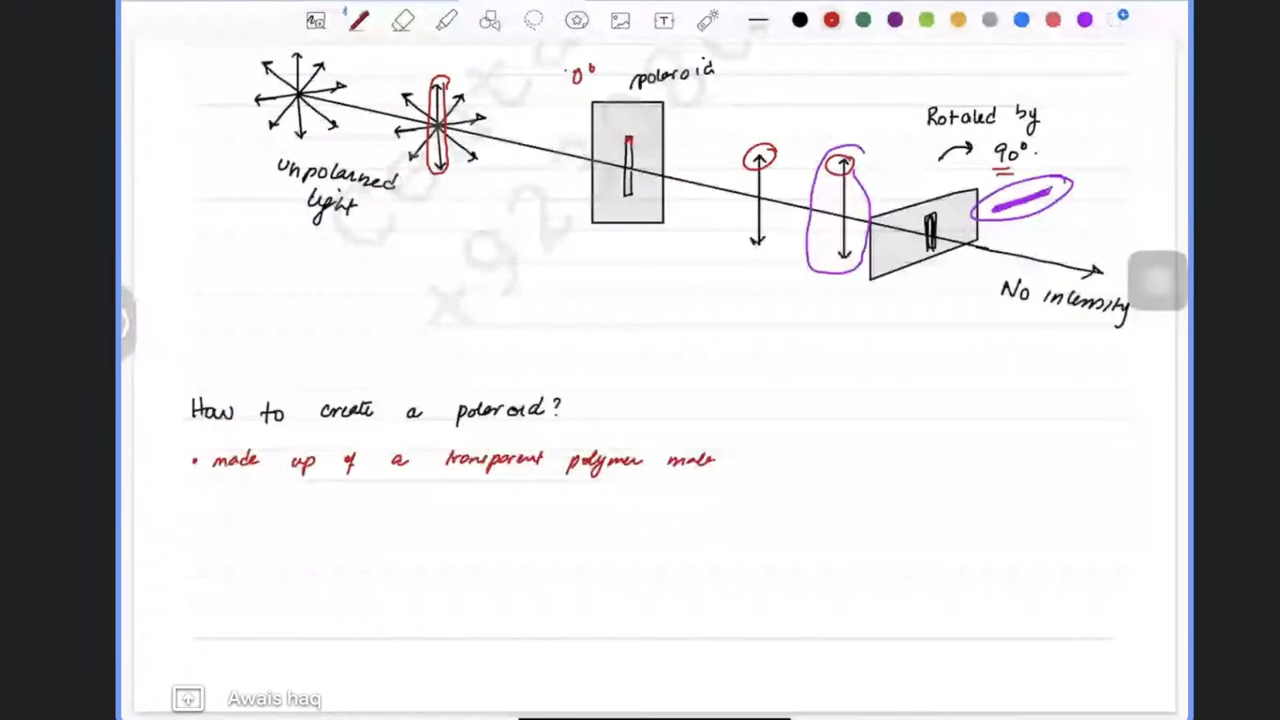 0°
polaroid
Rotated by
90°.
unpolarized
light
No intensity
How to create a polaroid?
• made up of a transparent polymer mate
Awais haq